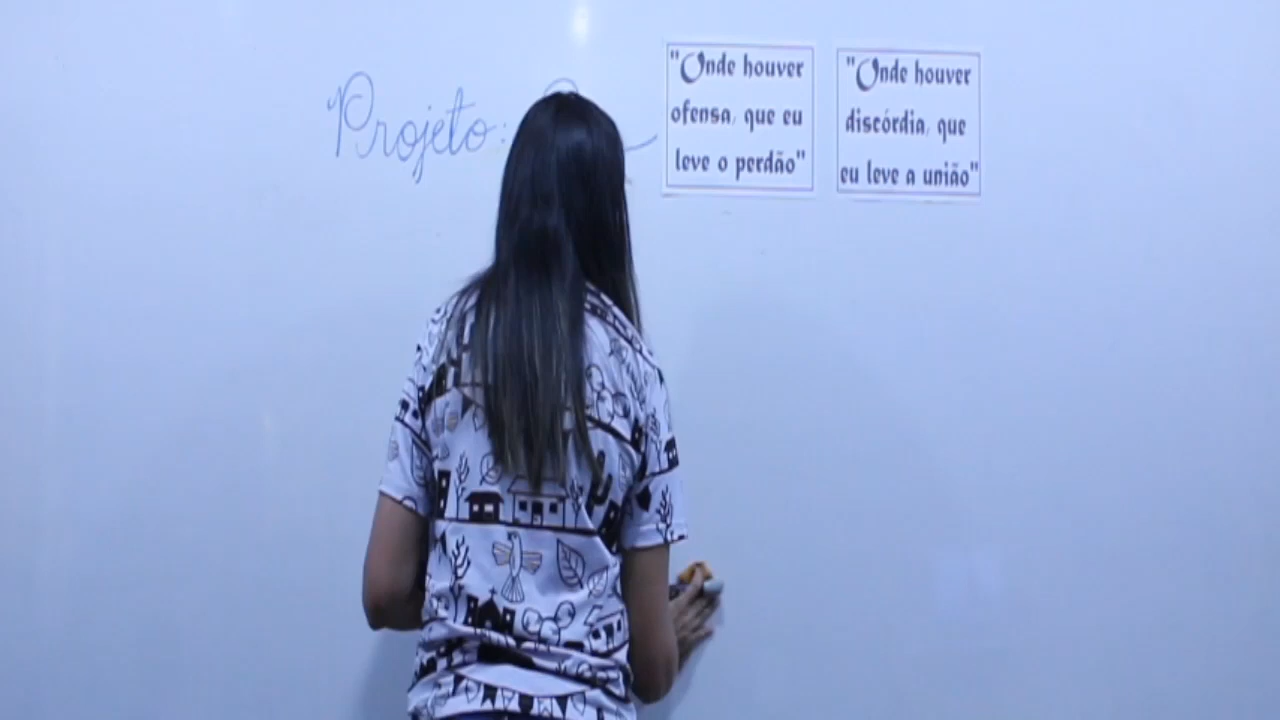 Projeto:
"Onde houver
ofensa, que eu
leve o perdão"
"Onde houver
discórdia, que
eu leve a união"